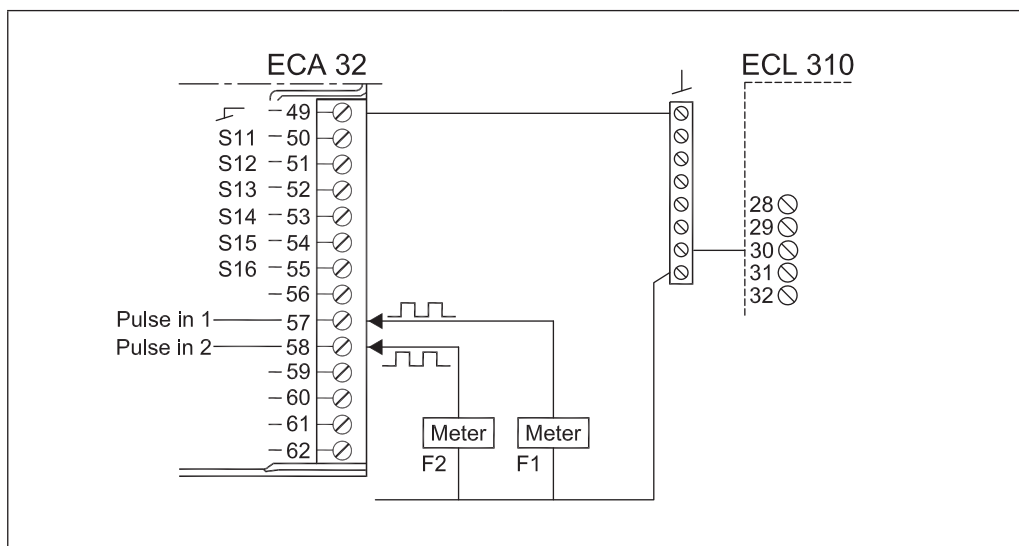 ECA 32
ECL 310
49
S11 50
S12 51
S13 52
S14 53
S15 54
S16 55
56
Pulse in 1 57
Pulse in 2 58
59
60
61
62
28
29
30
31
32
Meter Meter
F2 F1